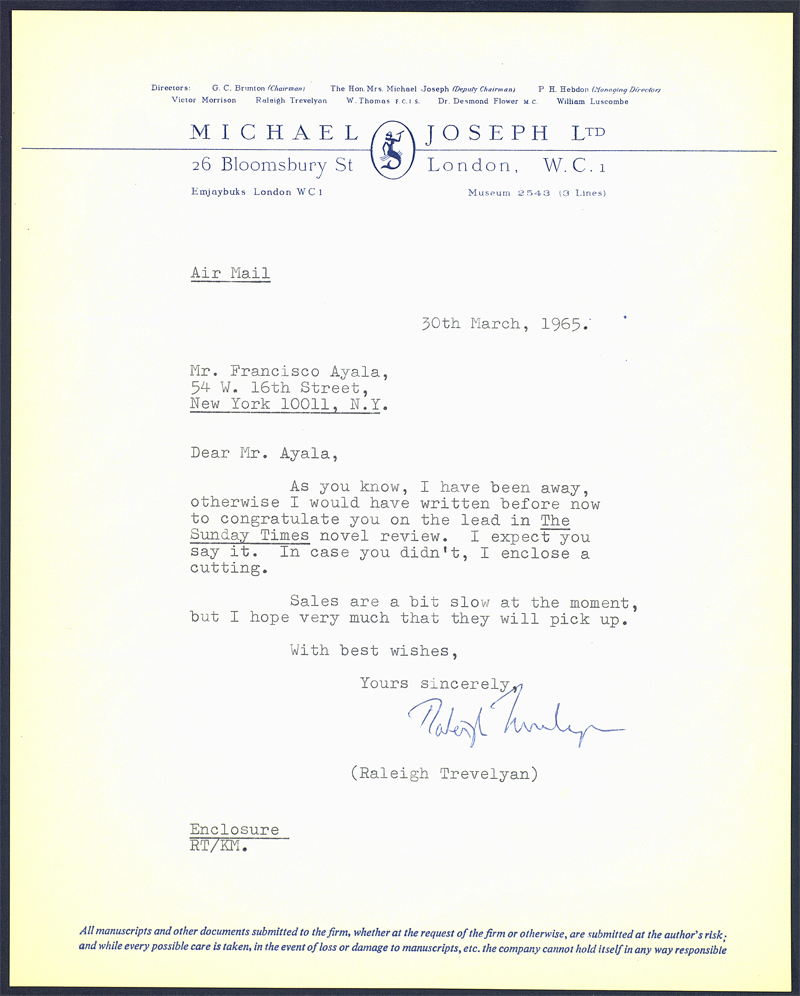 Directors: G. C. Brunton (Chairman) The Hon. Mrs. Michael Joseph (Deputy Chairman) P H. Hebdon (Managing Director)
Victor Morrison Raleigh Trevelyan W. Thomas F.C.I.S. Dr. Desmond Flower M C. William Luscombe
MICHAEL JOSEPH LTD
26 Bloomsbury St London, W.C.1
Emjaybuks London WC1 Museum 2543 (3 Lines)
Air Mail
30th March, 1965.
Mr. Francisco Ayala,
54 W. 16th Street,
New York 10011, N.Y.
Dear Mr. Ayala,
As you know, I have been away,
otherwise I would have written before now
to congratulate you on the lead in The
Sunday Times novel review. I expect you
say it. In case you didn't, I enclose a
cutting.
Sales are a bit slow at the moment,
but I hope very much that they will pick up.
With best wishes,
Yours sincerely,
Raleigh Trevelyan
(Raleigh Trevelyan)
Enclosure
RT/KM.
All manuscripts and other documents submitted to the firm, whether at the request of the firm or otherwise, are submitted at the author's risk;
and while every possible care is taken, in the event of loss or damage to manuscripts, etc. the company cannot hold itself in any way responsible